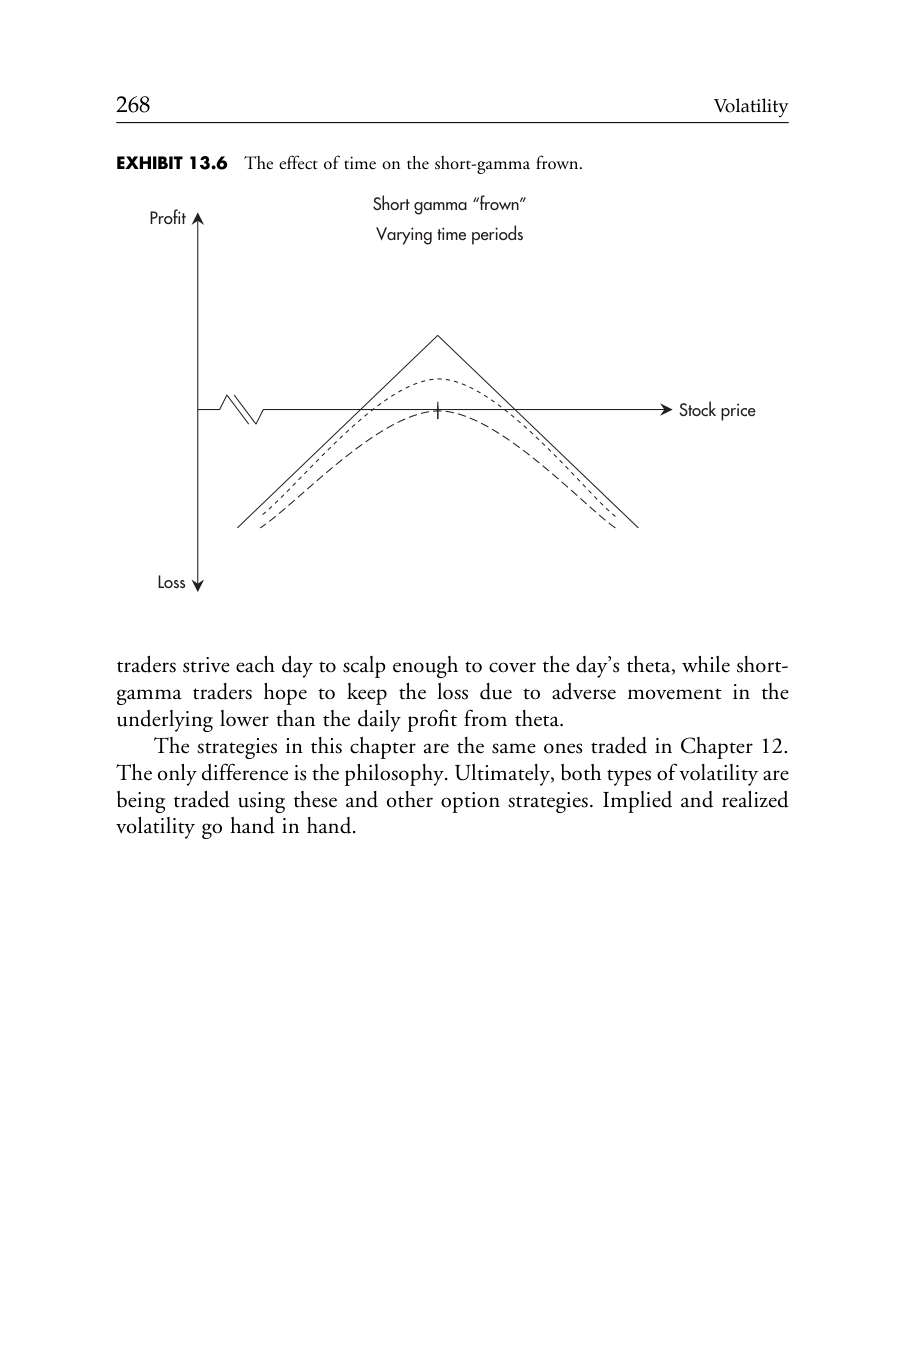 268
Volatility
EXHIBIT 13.6 The effect of time on the short-gamma frown.
Short gamma “frown”
Varying time periods
Profit
Stock price
Loss
traders strive each day to scalp enough to cover the day’s theta, while short-
gamma traders hope to keep the loss due to adverse movement in the
underlying lower than the daily profit from theta.
The strategies in this chapter are the same ones traded in Chapter 12.
The only difference is the philosophy. Ultimately, both types of volatility are
being traded using these and other option strategies. Implied and realized
volatility go hand in hand.